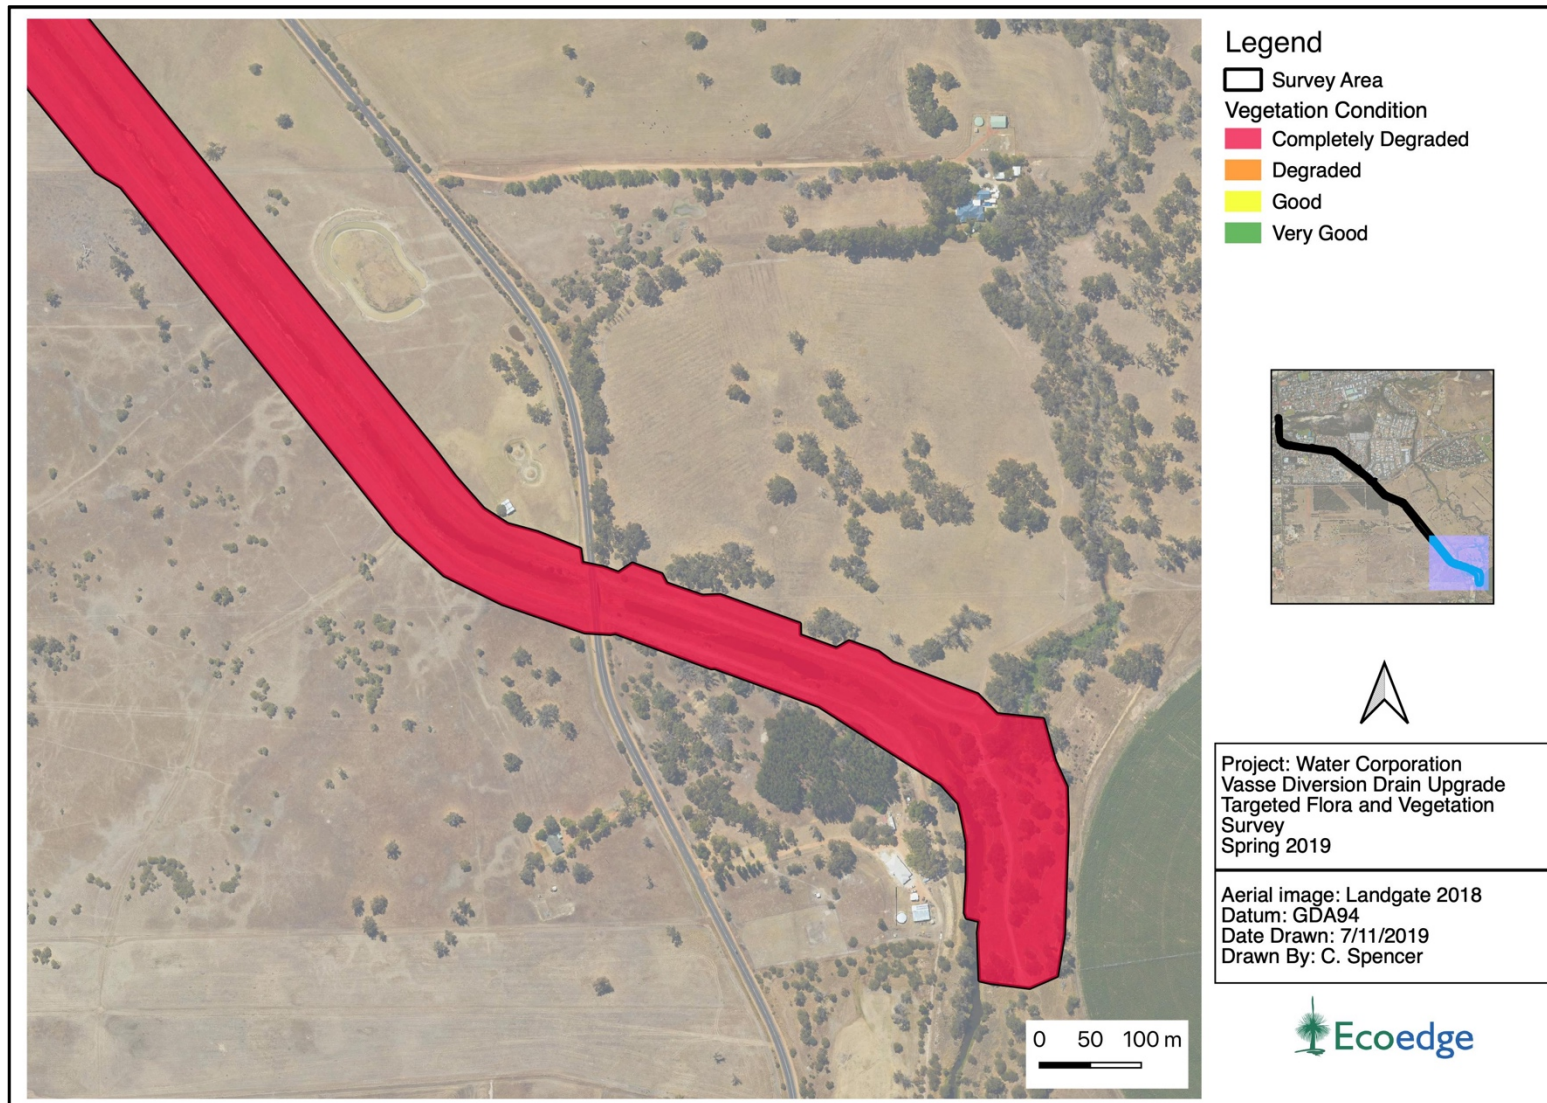 Legend
Survey Area
Vegetation Condition
Completely Degraded
Degraded
Good
Very Good
Project: Water Corporation
Vasse Diversion Drain Upgrade
Targeted Flora and Vegetation
Survey
Spring 2019
Aerial image: Landgate 2018
Datum: GDA94
Date Drawn: 7/11/2019
Drawn By: C. Spencer
0 50 100 m
Ecoedge